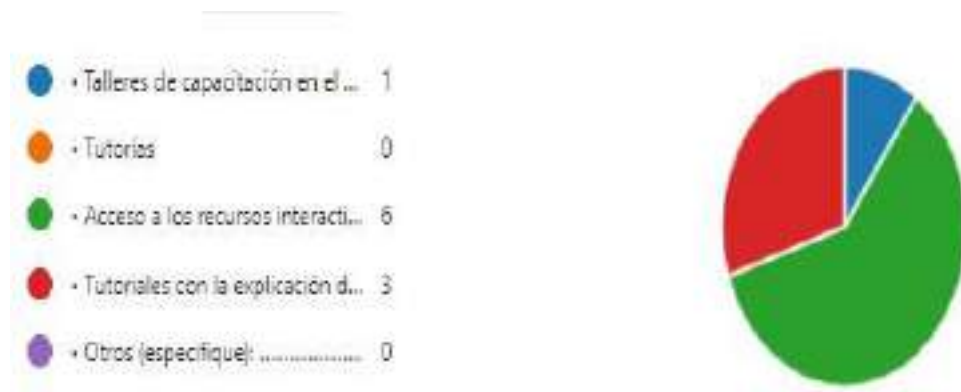 • Talleres de capacitación en el ... 1
• Tutorías 0
• Acceso a los recursos interacti... 6
• Tutoriales con la explicación d... 3
• Otros (especifique): .................. 0